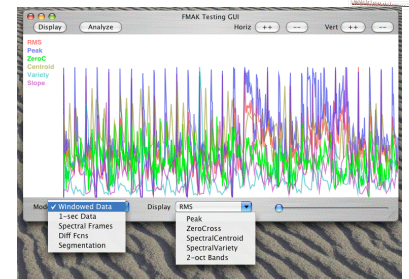 FMAK Testing GUI
Display Analyze Horiz ++ -- Vert ++ --
RMS
Peak
ZeroC
Centroid
Variety
Slope
Mod ✓ Windowed Data Display RMS
1-sec Data
Spectral Frames
Diff Fcns
Segmentation
Peak
ZeroCross
SpectralCentroid
SpectralVariety
2-oct Bands